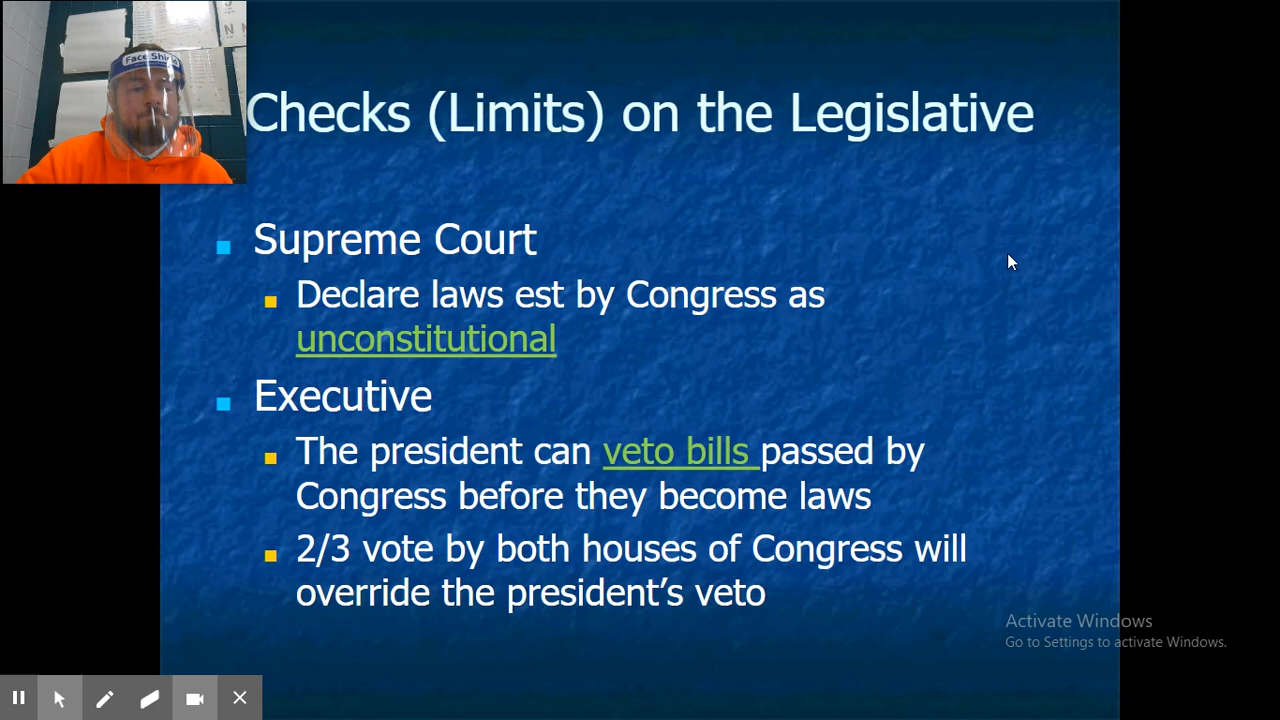 Face Shield
Checks (Limits) on the Legislative
Supreme Court
Declare laws est by Congress as
unconstitutional
Executive
The president can veto bills passed by
Congress before they become laws
2/3 vote by both houses of Congress will
override the president’s veto
Activate Windows
Go to Settings to activate Windows.